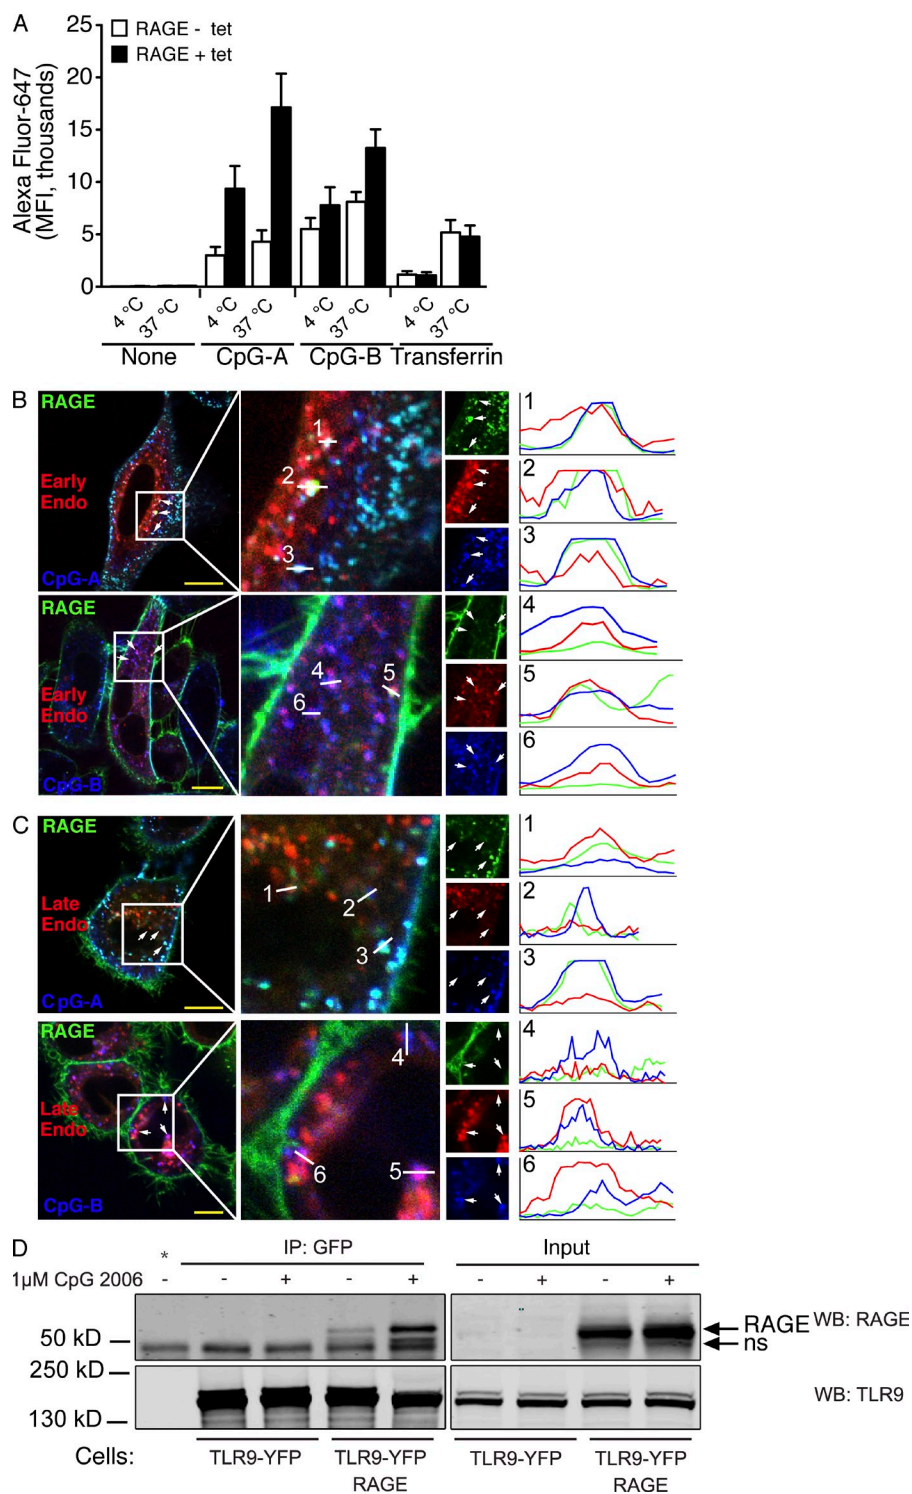 A
RAGE - tet
RAGE + tet
Alexa Fluor-647
(MFI, thousands)
25
20
15
10
5
0
4 °C
37 °C
4 °C
37 °C
4 °C
37 °C
4 °C
37 °C
None
CpG-A
CpG-B
Transferrin
B
RAGE
Early
Endo
CpG-A
1
2
3
1
2
3
RAGE
Early
Endo
CpG-B
4
5
6
4
5
6
C
RAGE
Late
Endo
CpG-A
1
2
3
1
2
3
RAGE
Late
Endo
CpG-B
4
5
6
4
5
6
D
IP: GFP
Input
*
1µM CpG 2006 - - + - + - + - +
RAGE
WB: RAGE
50 kD
ns
250 kD
WB: TLR9
130 kD
Cells:
TLR9-YFP
TLR9-YFP
RAGE
TLR9-YFP
TLR9-YFP
RAGE